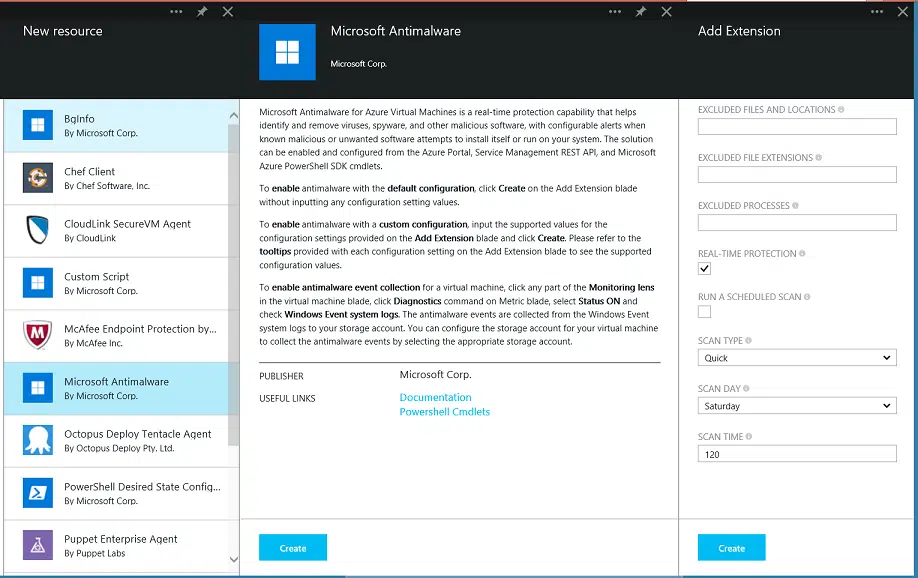 New resource
BgInfo
By Microsoft Corp.
Chef Client
By Chef Software, Inc.
CloudLink SecureVM Agent
By CloudLink
Custom Script
By Microsoft Corp.
McAfee Endpoint Protection by...
By McAfee Inc.
Microsoft Antimalware
By Microsoft Corp.
Octopus Deploy Tentacle Agent
By Octopus Deploy Pty. Ltd.
PowerShell Desired State Config...
By Microsoft Corp.
Puppet Enterprise Agent
By Puppet Labs
Microsoft Antimalware
Microsoft Corp.
Microsoft Antimalware for Azure Virtual Machines is a real-time protection capability that helps
identify and remove viruses, spyware, and other malicious software, with configurable alerts when
known malicious or unwanted software attempts to install itself or run on your system. The solution
can be enabled and configured from the Azure Portal, Service Management REST API, and Microsoft
Azure PowerShell SDK cmdlets.
To enable antimalware with the default configuration, click Create on the Add Extension blade
without inputting any configuration setting values.
To enable antimalware with a custom configuration, input the supported values for the
configuration settings provided on the Add Extension blade and click Create. Please refer to the
tooltips provided with each configuration setting on the Add Extension blade to see the supported
configuration values.
To enable antimalware event collection for a virtual machine, click any part of the Monitoring lens
in the virtual machine blade, click Diagnostics command on Metric blade, select Status ON and
check Windows Event system logs. The antimalware events are collected from the Windows Event
system logs to your storage account. You can configure the storage account for your virtual machine
to collect the antimalware events by selecting the appropriate storage account.
PUBLISHER Microsoft Corp.
USEFUL LINKS Documentation
Powershell Cmdlets
Create
Add Extension
EXCLUDED FILES AND LOCATIONS
EXCLUDED FILE EXTENSIONS
EXCLUDED PROCESSES
REAL-TIME PROTECTION
RUN A SCHEDULED SCAN
SCAN TYPE
Quick
SCAN DAY
Saturday
SCAN TIME
120
Create